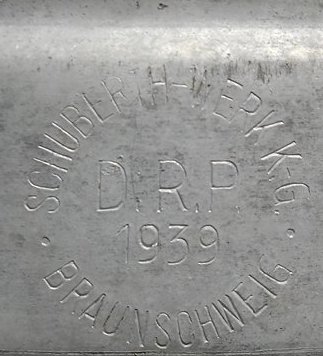 SCHUBERTH-WERK K-G.
D.R.P.
1939
BRAUNSCHWEIG